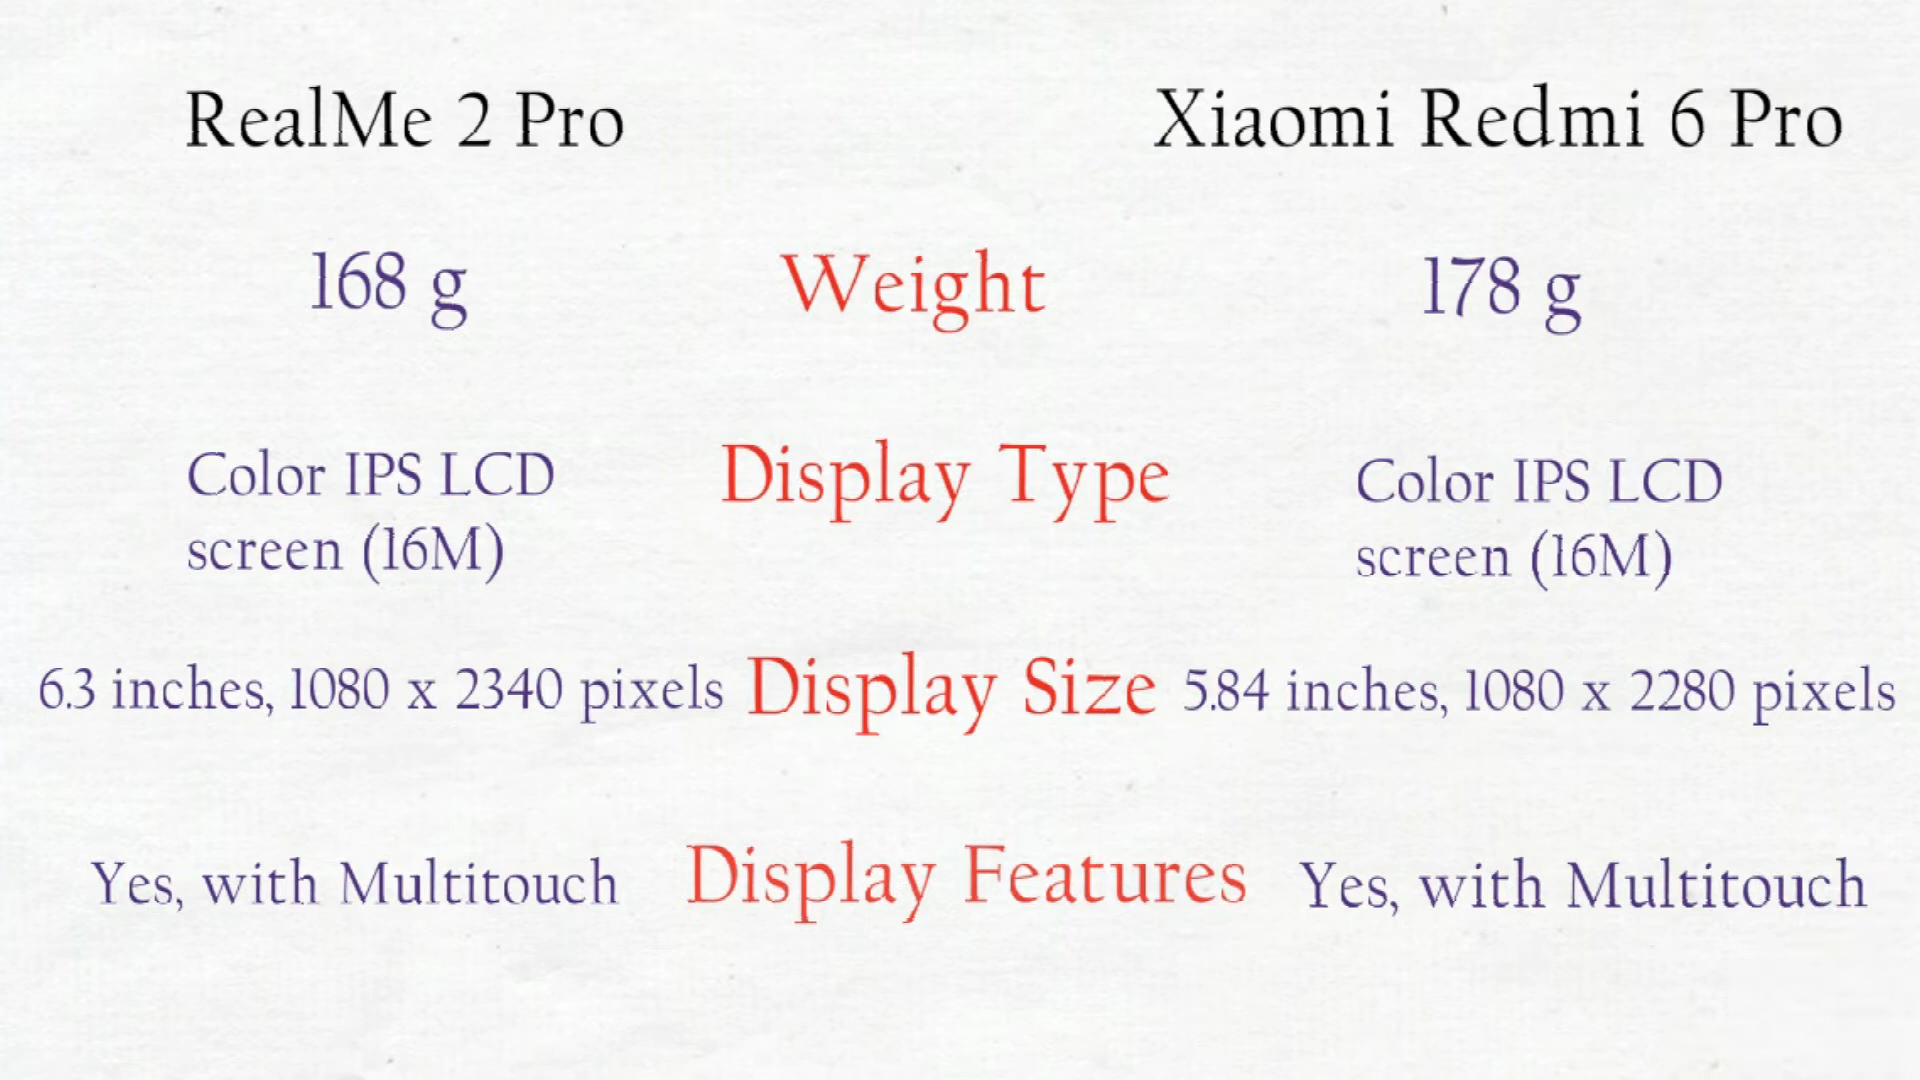 RealMe 2 Pro
Xiaomi Redmi 6 Pro
168 g
Weight
178 g
Color IPS LCD
screen (16M)
Display Type
Color IPS LCD
screen (16M)
6.3 inches, 1080 x 2340 pixels
Display Size
5.84 inches, 1080 x 2280 pixels
Yes, with Multitouch
Display Features
Yes, with Multitouch